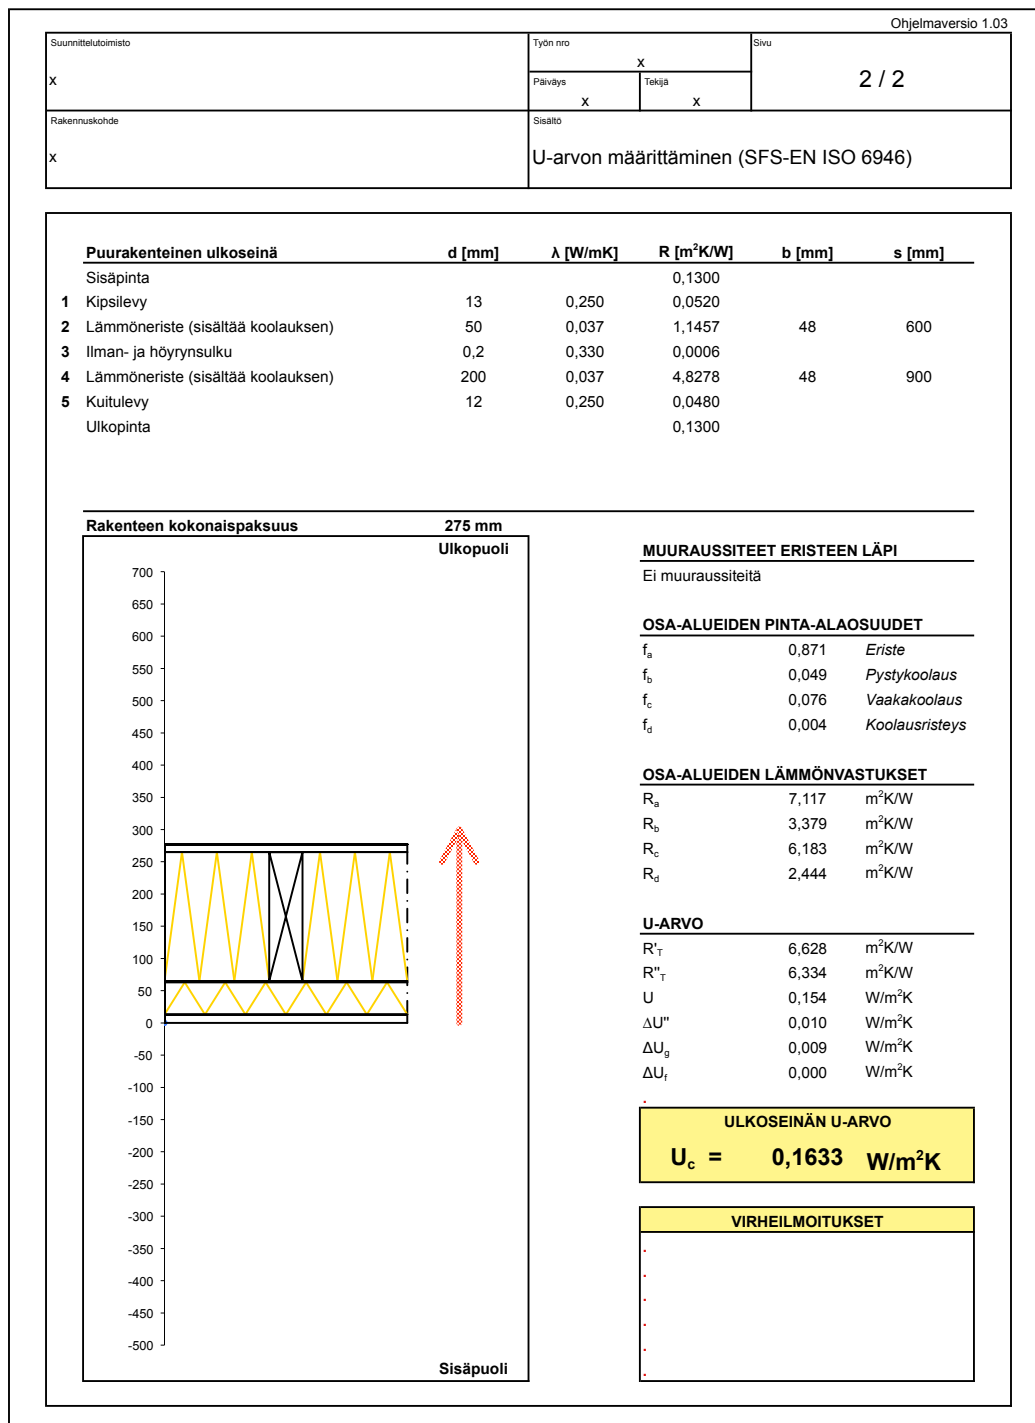 Ohjelmaversio 1.03
Suunnittelutoimisto
x
Työn nro
x
Sivu
2 / 2
Päiväys
x
Tekijä
x
Rakennuskohde
x
Sisältö
U-arvon määrittäminen (SFS-EN ISO 6946)
Puurakenteinen ulkoseinä d [mm] λ [W/mK] R [m²K/W] b [mm] s [mm]
Sisäpinta 0,1300
1 Kipsilevy 13 0,250 0,0520
2 Lämmöneriste (sisältää koolauksen) 50 0,037 1,1457 48 600
3 Ilman- ja höyrynsulku 0,2 0,330 0,0006
4 Lämmöneriste (sisältää koolauksen) 200 0,037 4,8278 48 900
5 Kuitulevy 12 0,250 0,0480
Ulkopinta 0,1300
Rakenteen kokonaispaksuus 275 mm
Ulkopuoli
700
650
600
550
500
450
400
350
300
250
200
150
100
50
0
-50
-100
-150
-200
-250
-300
-350
-400
-450
-500
Sisäpuoli
MUURAUSSITEET ERISTEEN LÄPI
Ei muuraussiteitä
OSA-ALUEIDEN PINTA-ALAOSUUDET
fa 0,871 Eriste
fb 0,049 Pystykoolaus
fc 0,076 Vaakakoolaus
fd 0,004 Koolausristeys
OSA-ALUEIDEN LÄMMÖNVASTUKSET
Ra 7,117 m²K/W
Rb 3,379 m²K/W
Rc 6,183 m²K/W
Rd 2,444 m²K/W
U-ARVO
R'T 6,628 m²K/W
R"T 6,334 m²K/W
U 0,154 W/m²K
ΔU" 0,010 W/m²K
ΔUg 0,009 W/m²K
ΔUf 0,000 W/m²K
.
ULKOSEINÄN U-ARVO
Uc = 0,1633 W/m²K
VIRHEILMOITUKSET
.
.
.
.
.
.